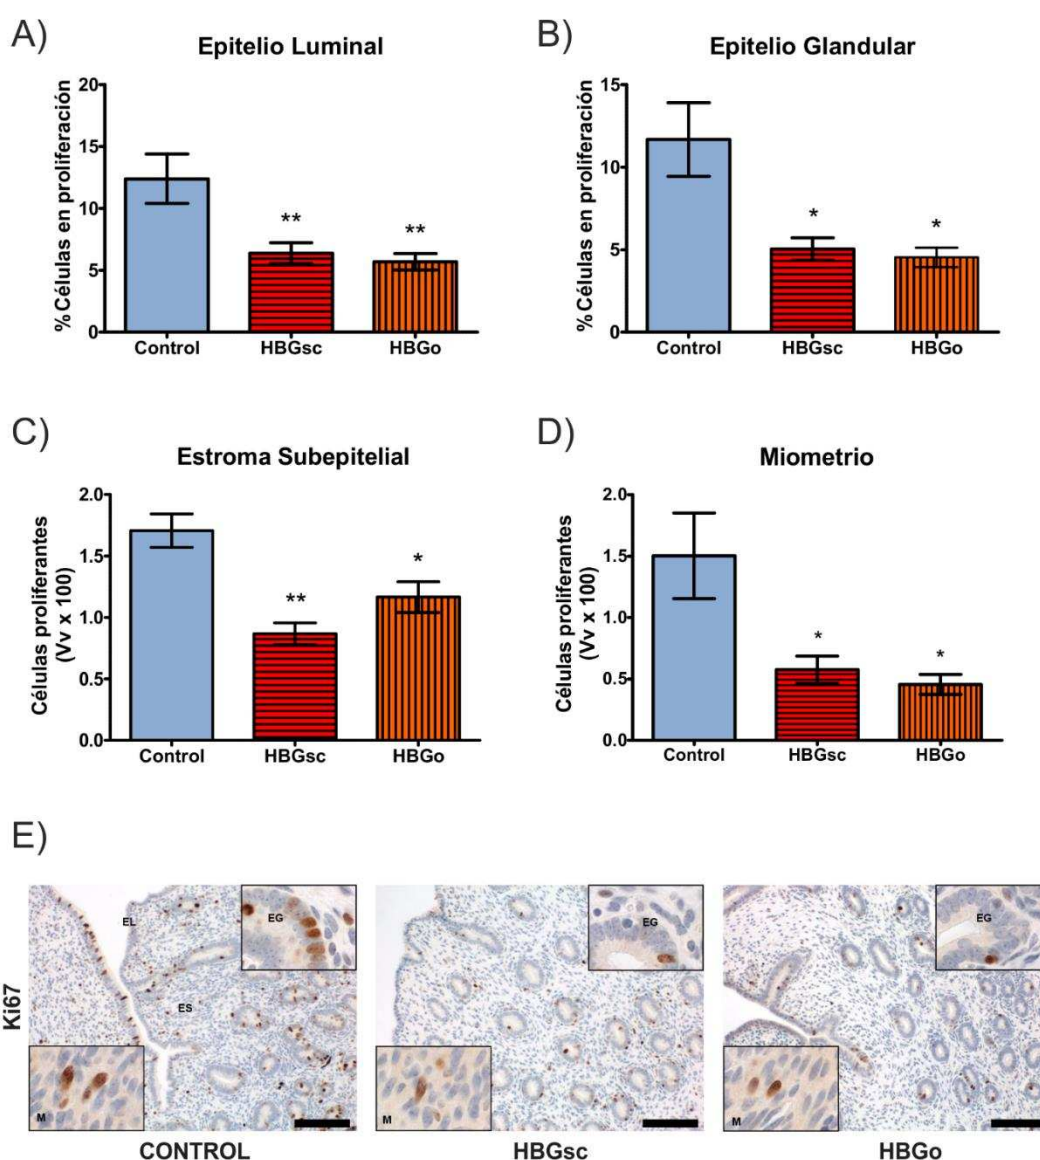 A)
Epitelio Luminal
% Células en proliferación
20
15
10
5
0
**
**
Control
HBGsc
HBGo
B)
Epitelio Glandular
% Células en proliferación
15
10
5
0
*
*
Control
HBGsc
HBGo
C)
Estroma Subepitelial
Células proliferantes
(Vv x 100)
2.0
1.5
1.0
0.5
0.0
**
*
Control
HBGsc
HBGo
D)
Miometrio
Células proliferantes
(Vv x 100)
2.0
1.5
1.0
0.5
0.0
*
*
Control
HBGsc
HBGo
E)
Ki67
EL
EG
ES
M
EG
M
EG
M
CONTROL
HBGsc
HBGo